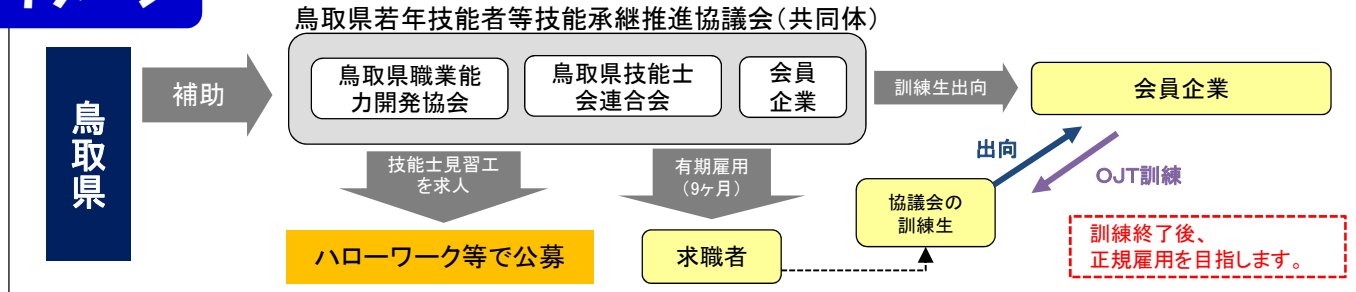 鳥取県若年技能者等技能承継推進協議会(共同体)
鳥取県
補助
鳥取県職業能
力開発協会
鳥取県技能士
会連合会
会員
企業
訓練生出向
会員企業
技能士見習工
を求人
有期雇用
(9ヶ月)
出向
OJT訓練
協議会の
訓練生
ハローワーク等で公募
求職者
訓練終了後、
正規雇用を目指します。